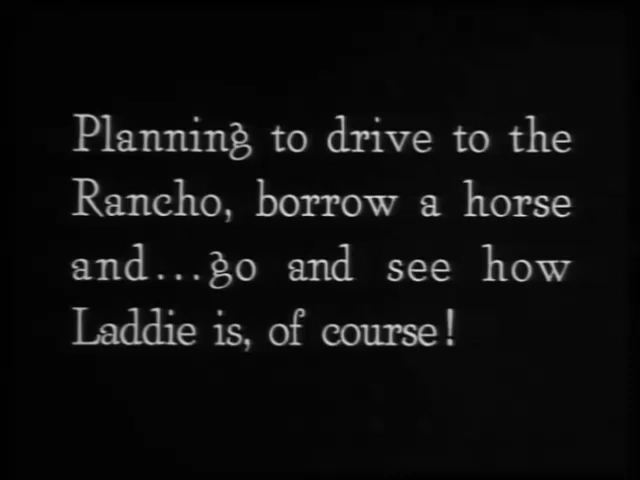 Planning to drive to the
Rancho, borrow a horse
and...go and see how
Laddie is, of course!